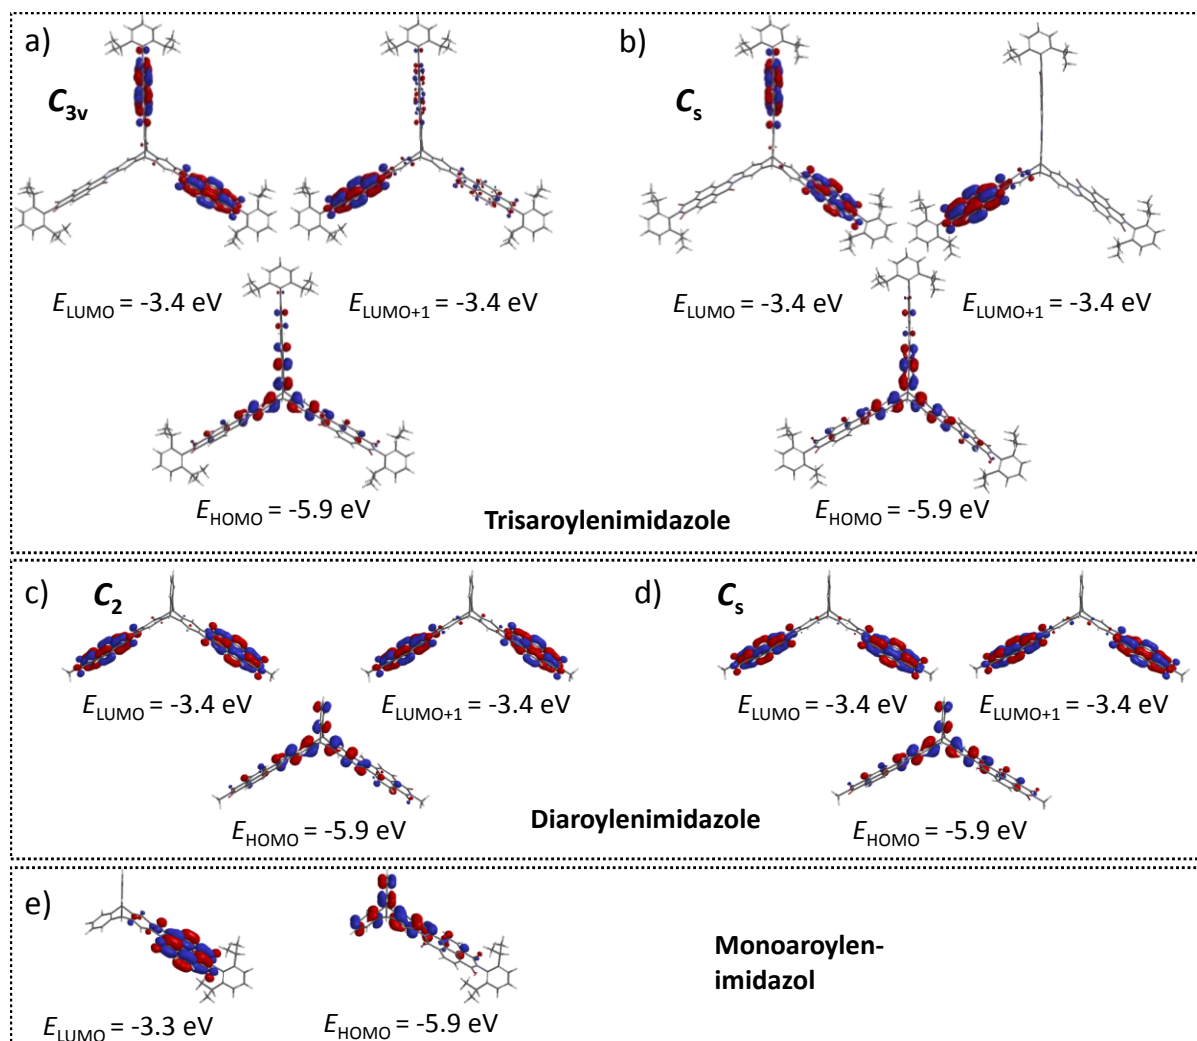 a)
C3v
b)
Cs
ELUMO = -3.4 eV
ELUMO+1 = -3.4 eV
ELUMO = -3.4 eV
ELUMO+1 = -3.4 eV
EHOMO = -5.9 eV
Trisaroylenimidazole
EHOMO = -5.9 eV
c)
C2
d)
Cs
ELUMO = -3.4 eV
ELUMO+1 = -3.4 eV
ELUMO = -3.4 eV
ELUMO+1 = -3.4 eV
EHOMO = -5.9 eV
Diaroylenimidazole
EHOMO = -5.9 eV
e)
Monoaroylen-
imidazol
ELUMO = -3.3 eV
EHOMO = -5.9 eV